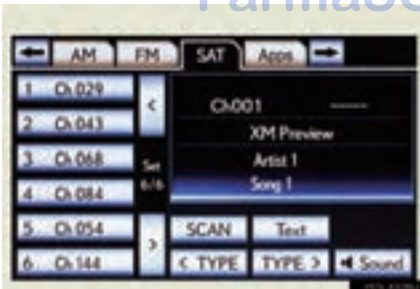 AM FM SAT Apps
1 Ch 029
2 Ch 043
3 Ch 068
4 Ch 084
5 Ch 054
6 Ch 144
<
Set
6/6
>
Ch001 -----
XM Preview
Artist 1
Song 1
SCAN Text
< TYPE TYPE > Sound